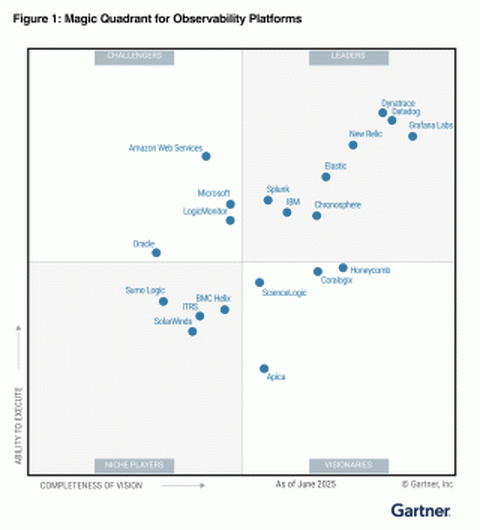 Figure 1: Magic Quadrant for Observability Platforms
CHALLENGERS
LEADERS
Dynatrace
Datadog
Grafana Labs
New Relic
Amazon Web Services
Elastic
Splunk
Microsoft
IBM
Chronosphere
LogicMonitor
Oracle
Honeycomb
Coralogix
ScienceLogic
Sumo Logic
BMC Helix
ITRS
SolarWinds
Apica
ABILITY TO EXECUTE
NICHE PLAYERS
VISIONARIES
COMPLETENESS OF VISION
As of June 2025
© Gartner, Inc
Gartner